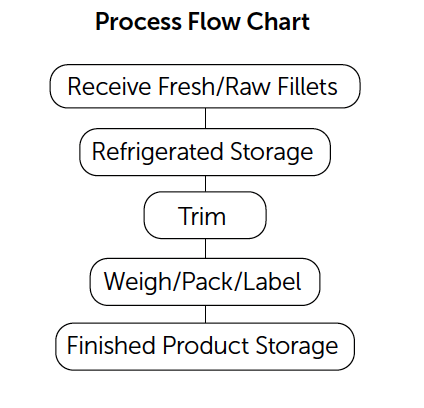 Process Flow Chart
Receive Fresh/Raw Fillets
Refrigerated Storage
Trim
Weigh/Pack/Label
Finished Product Storage